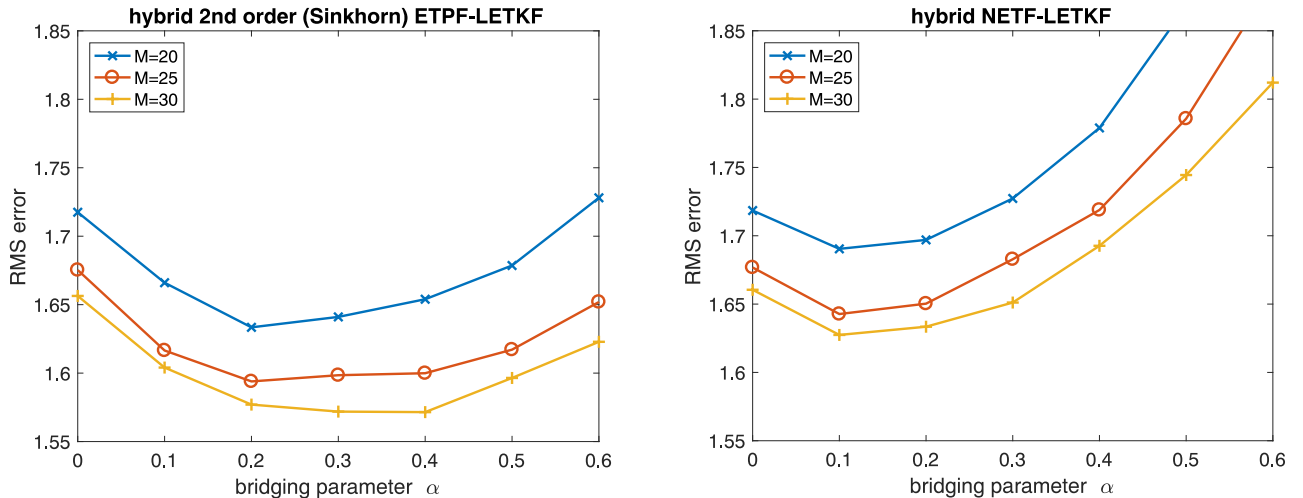 hybrid 2nd order (Sinkhorn) ETPF-LETKF
1.85
1.8
1.75
1.7
1.65
1.6
1.55
RMS error
M=20
M=25
M=30
0 0.1 0.2 0.3 0.4 0.5 0.6
bridging parameter α
hybrid NETF-LETKF
1.85
1.8
1.75
1.7
1.65
1.6
1.55
RMS error
M=20
M=25
M=30
0 0.1 0.2 0.3 0.4 0.5 0.6
bridging parameter α